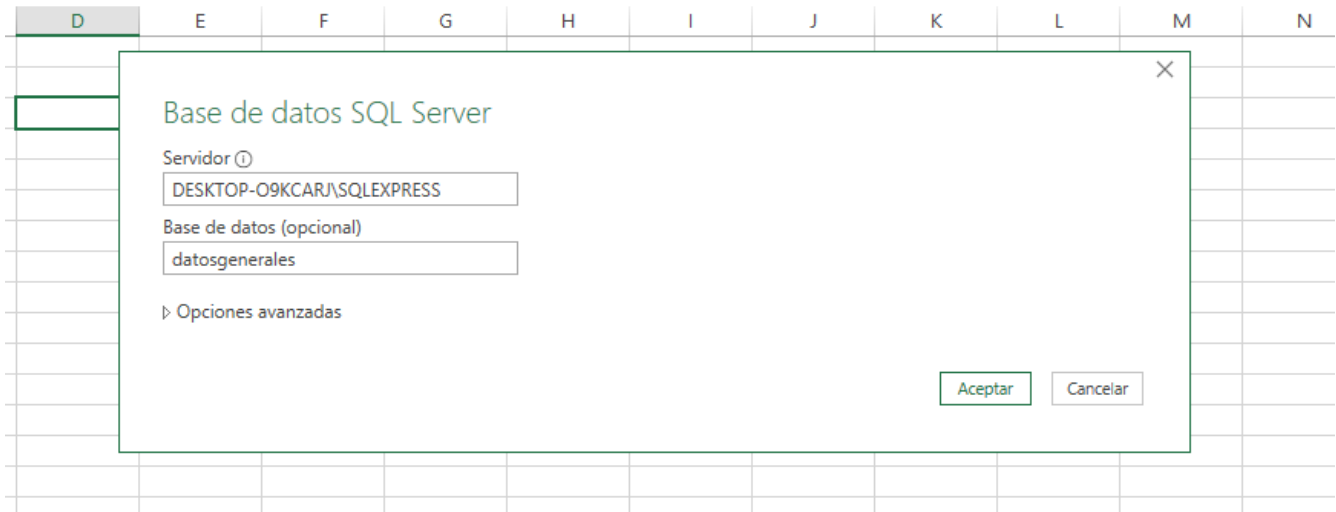 D E F G H I J K L M N
Base de datos SQL Server
Servidor
DESKTOP-O9KCARJ\SQLEXPRESS
Base de datos (opcional)
datosgenerales
Opciones avanzadas
Aceptar Cancelar